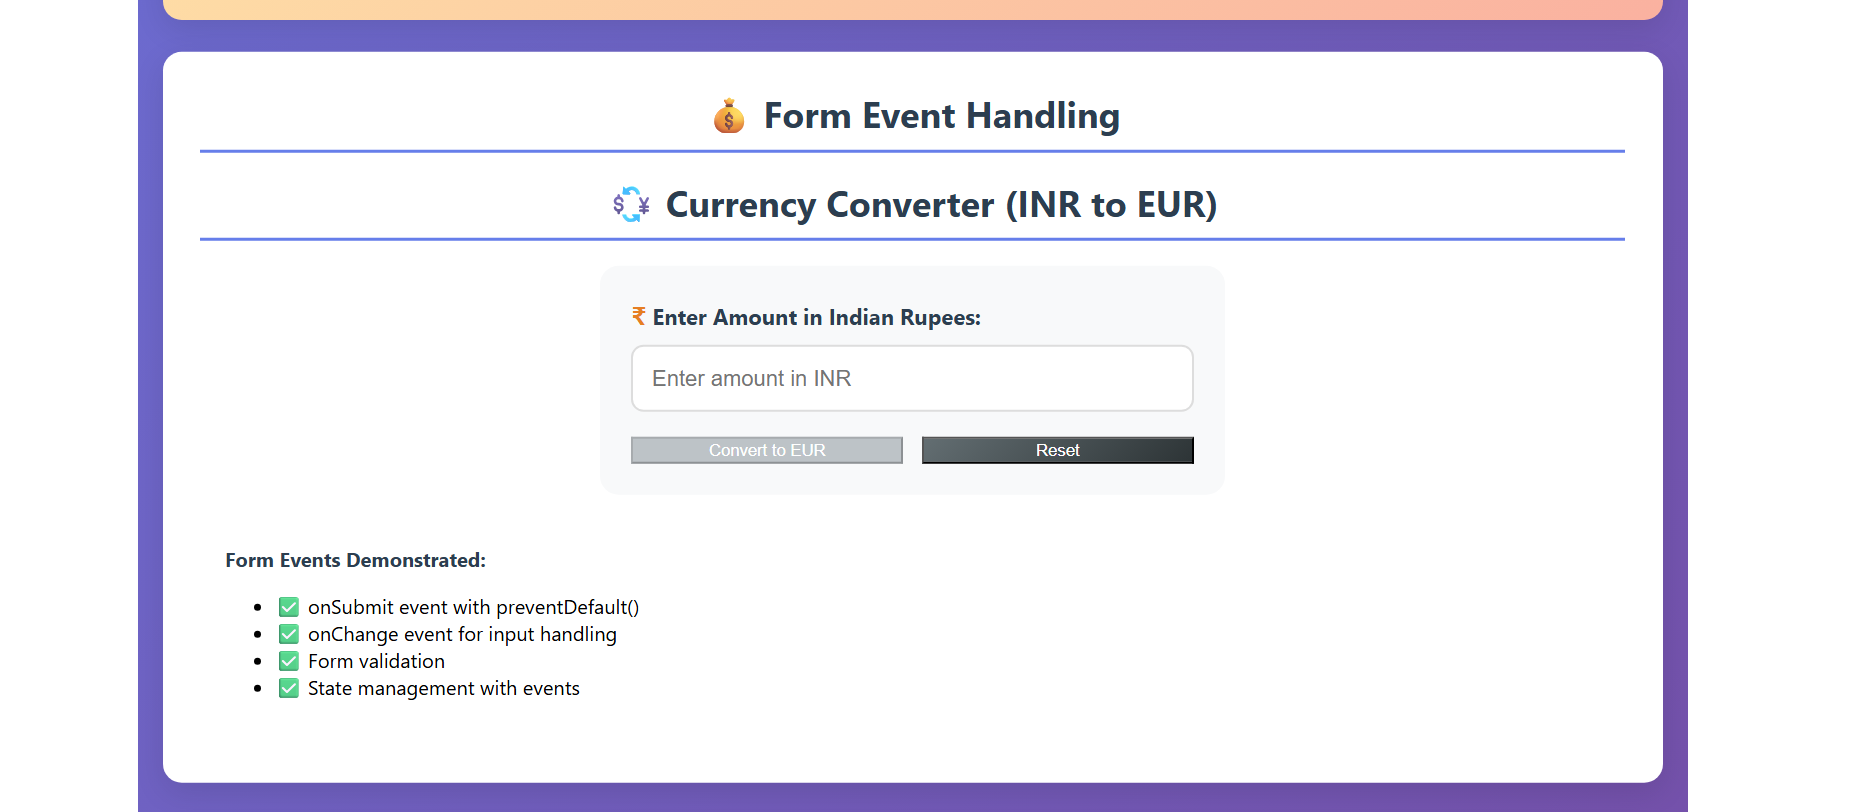 💰 Form Event Handling
💱 Currency Converter (INR to EUR)
₹ Enter Amount in Indian Rupees:
Enter amount in INR
Convert to EUR Reset
Form Events Demonstrated:
• ✅ onSubmit event with preventDefault()
• ✅ onChange event for input handling
• ✅ Form validation
• ✅ State management with events